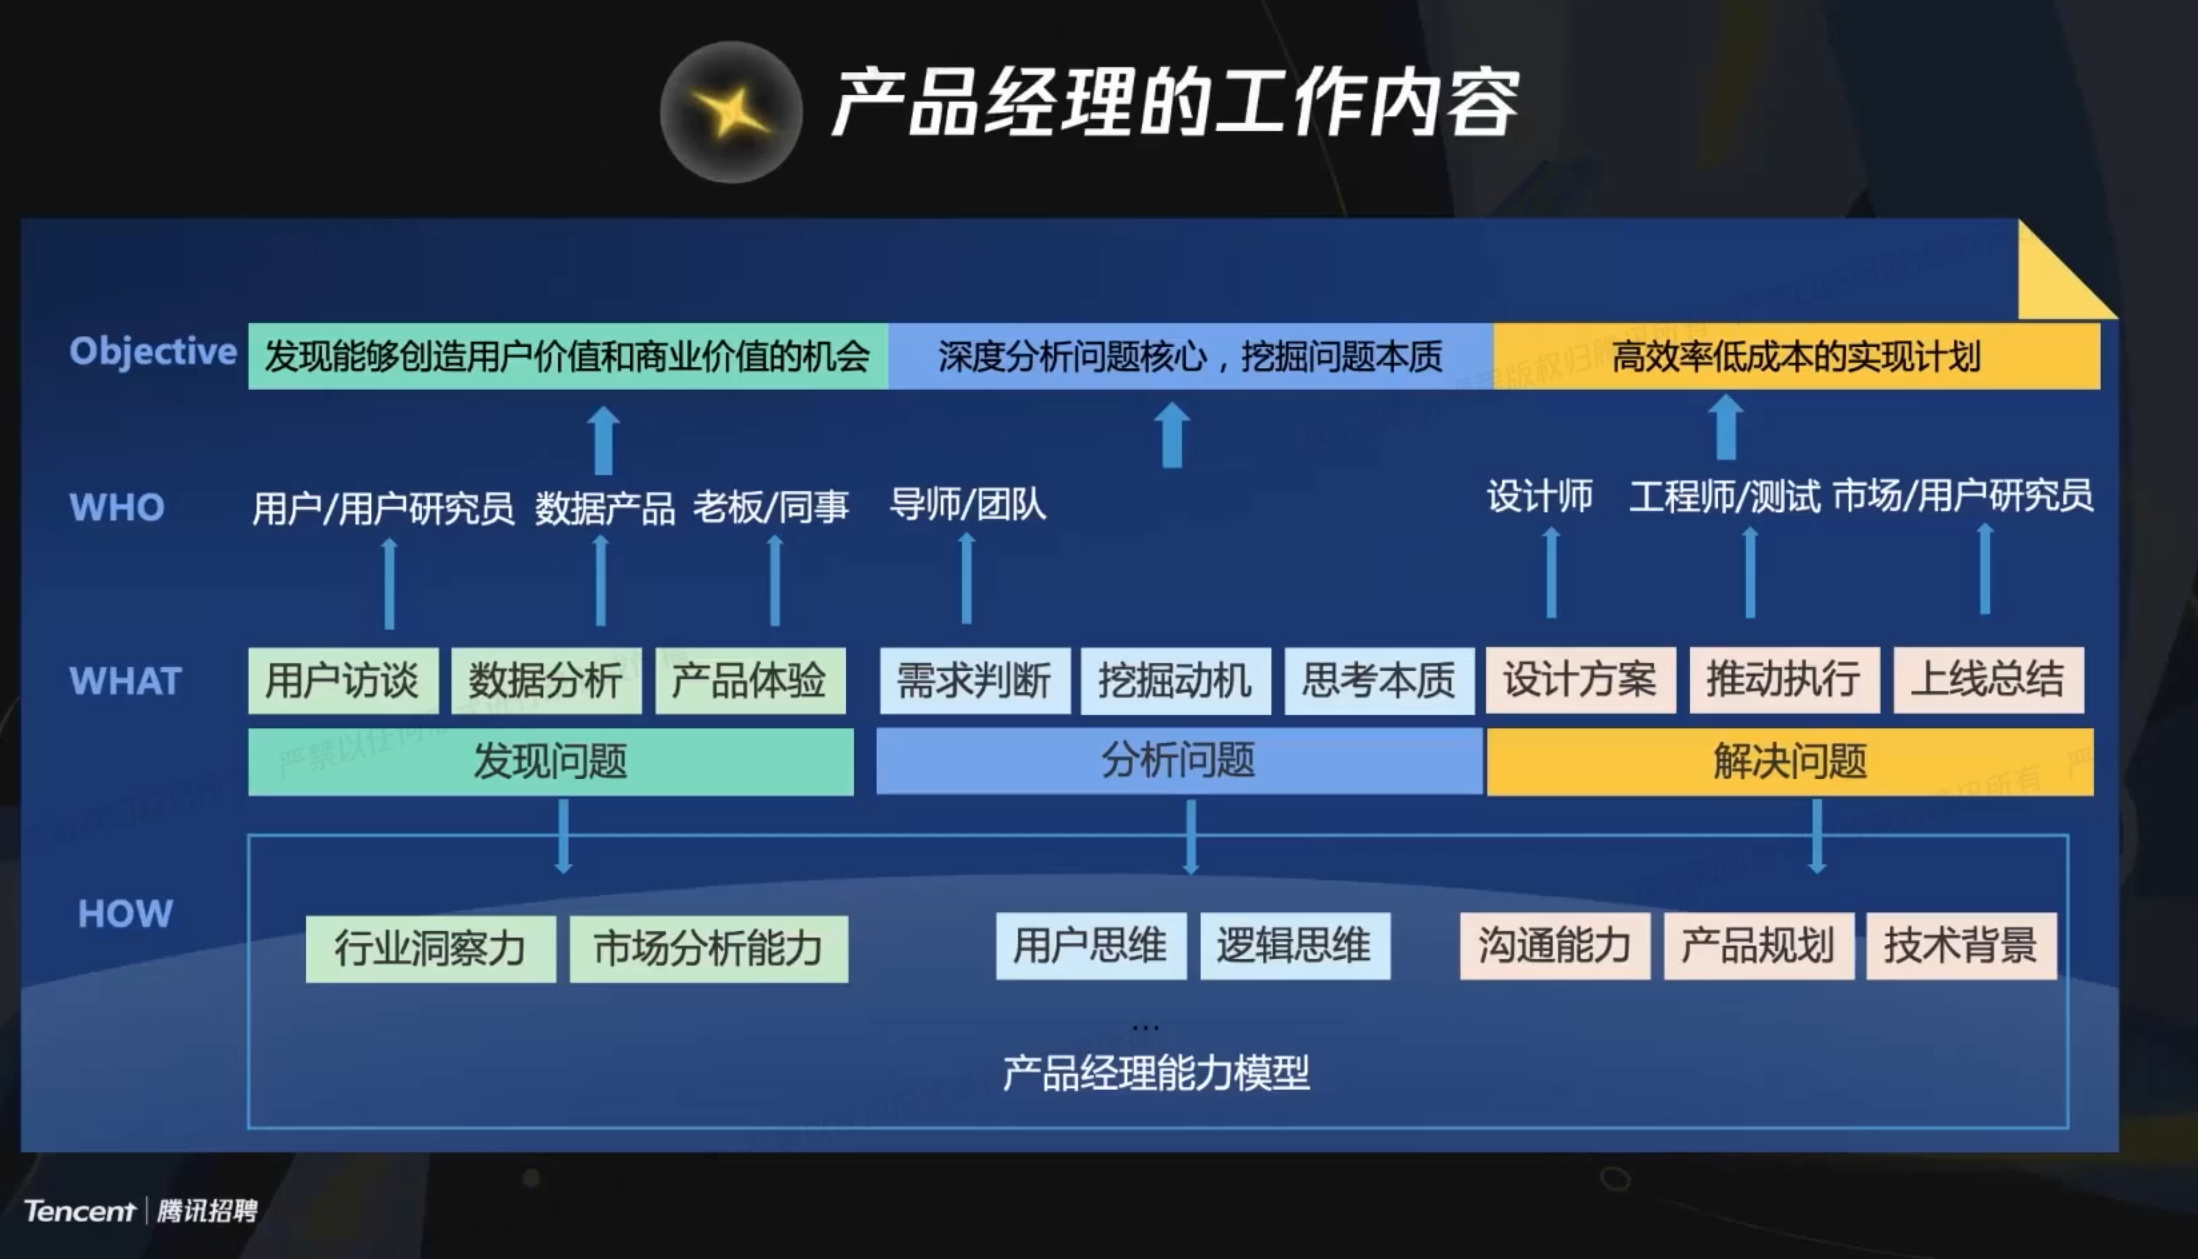 产品经理的工作内容
Objective 发现能够创造用户价值和商业价值的机会 深度分析问题核心，挖掘问题本质 高效率低成本的实现计划
WHO 用户/用户研究员 数据产品 老板/同事 导师/团队 设计师 工程师/测试 市场/用户研究员
WHAT 用户访谈 数据分析 产品体验 需求判断 挖掘动机 思考本质 设计方案 推动执行 上线总结
发现问题 分析问题 解决问题
HOW 行业洞察力 市场分析能力 用户思维 逻辑思维 沟通能力 产品规划 技术背景
...
产品经理能力模型
Tencent | 腾讯招聘